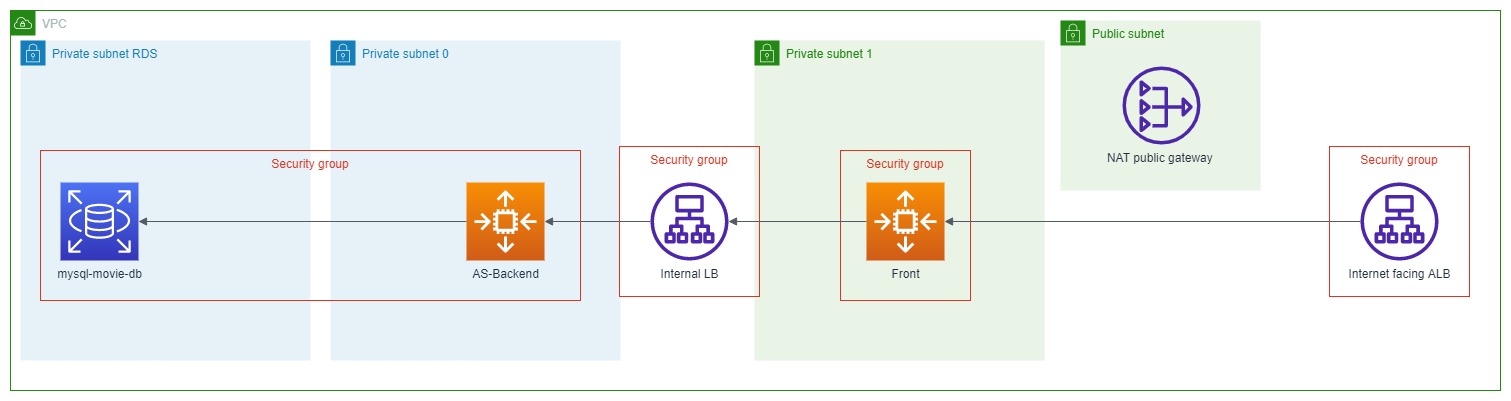 VPC
Private subnet RDS
Private subnet 0
Private subnet 1
Public subnet
NAT public gateway
Security group
Security group
Security group
Security group
mysql-movie-db
AS-Backend
Internal LB
Front
Internet facing ALB